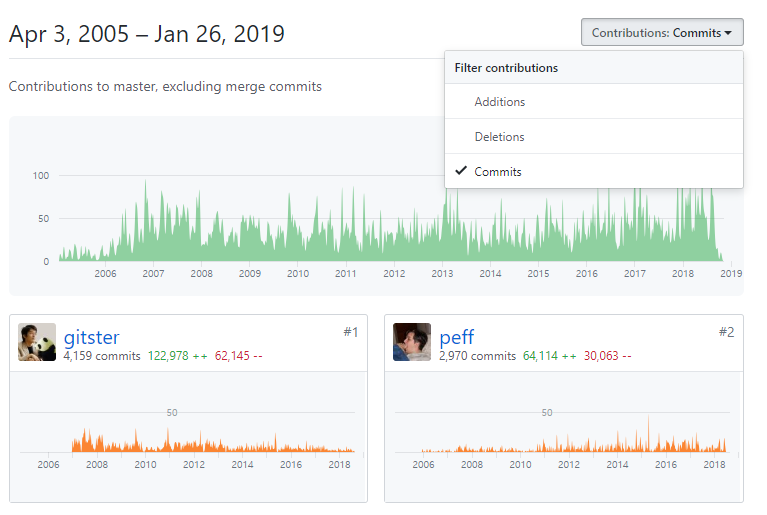 Apr 3, 2005 – Jan 26, 2019
Contributions: Commits
Filter contributions
Contributions to master, excluding merge commits
Additions
Deletions
Commits
100
50
0
2006 2007 2008 2009 2010 2011 2012 2013 2014 2015 2016 2017 2018 2019
gitster #1
4,159 commits 122,978 ++ 62,145 --
50
2006 2008 2010 2012 2014 2016 2018
peff #2
2,970 commits 64,114 ++ 30,063 --
50
2006 2008 2010 2012 2014 2016 2018